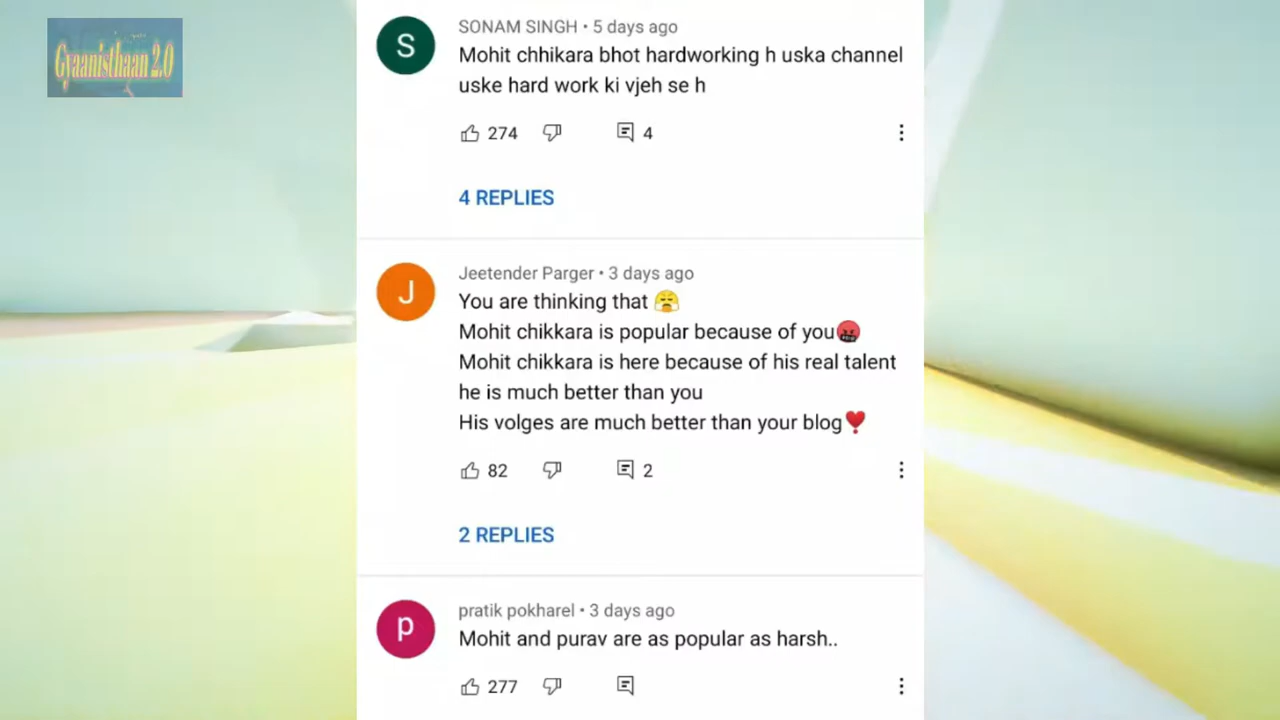 Gyaanisthaan 2.0
S
SONAM SINGH • 5 days ago
Mohit chhikara bhot hardworking h uska channel
uske hard work ki vjeh se h
274
4
4 REPLIES
J
Jeetender Parger • 3 days ago
You are thinking that 😤
Mohit chikkara is popular because of you🤬
Mohit chikkara is here because of his real talent
he is much better than you
His volges are much better than your blog❣️
82
2
2 REPLIES
p
pratik pokharel • 3 days ago
Mohit and purav are as popular as harsh..
277